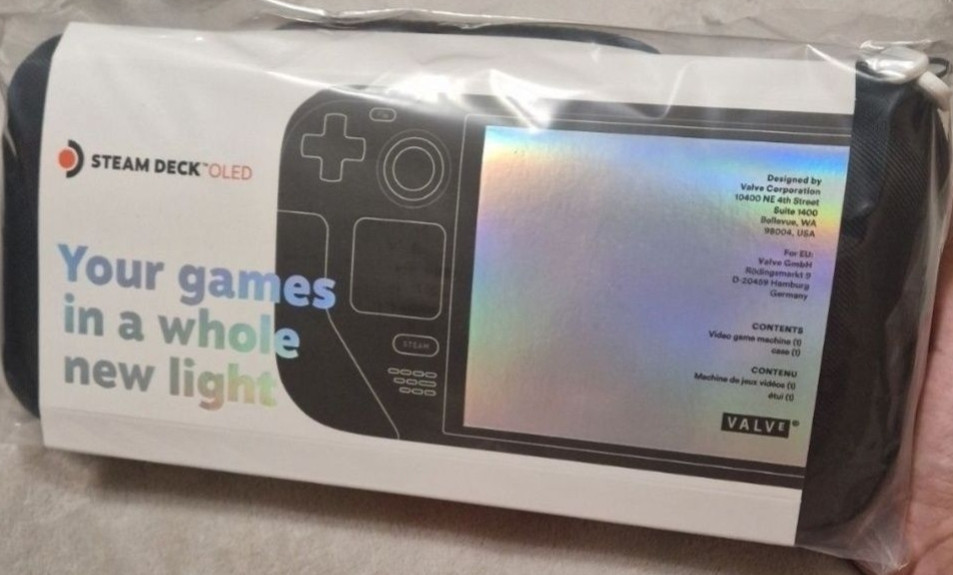 STEAM DECK™OLED
Your games
in a whole
new light
STEAM
Designed by
Valve Corporation
10400 NE 4th Street
Suite 1400
Bellevue, WA
98004, USA
For EU:
Valve GmbH
Rödingsmarkt 9
D-20459 Hamburg
Germany
CONTENTS
Video game machine (1)
case (1)
CONTENU
Machine de jeux vidéos (1)
étui (1)
VALVE®